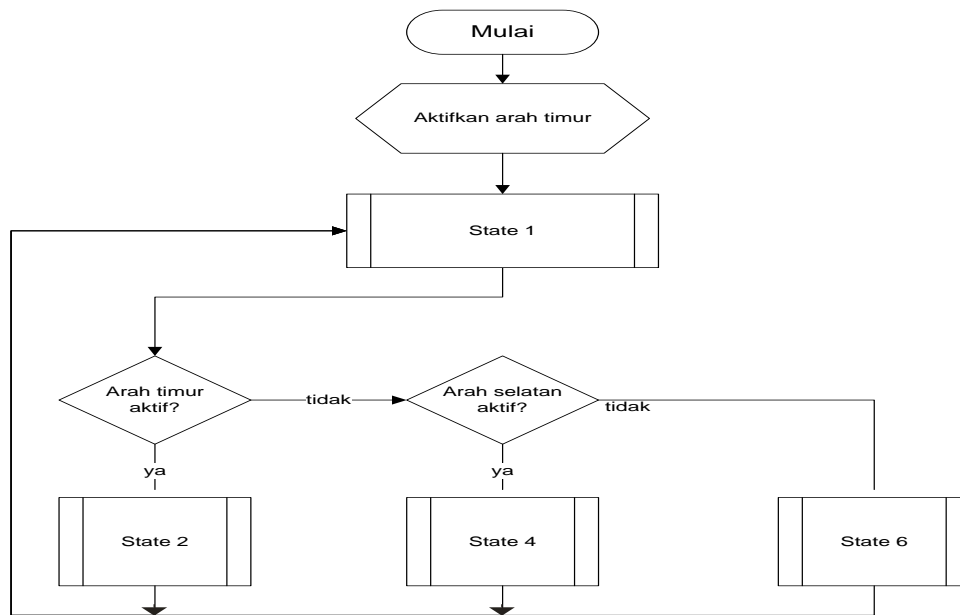 Mulai
Aktifkan arah timur
State 1
Arah timur
aktif?
tidak
Arah selatan
aktif?
tidak
ya
ya
State 2
State 4
State 6